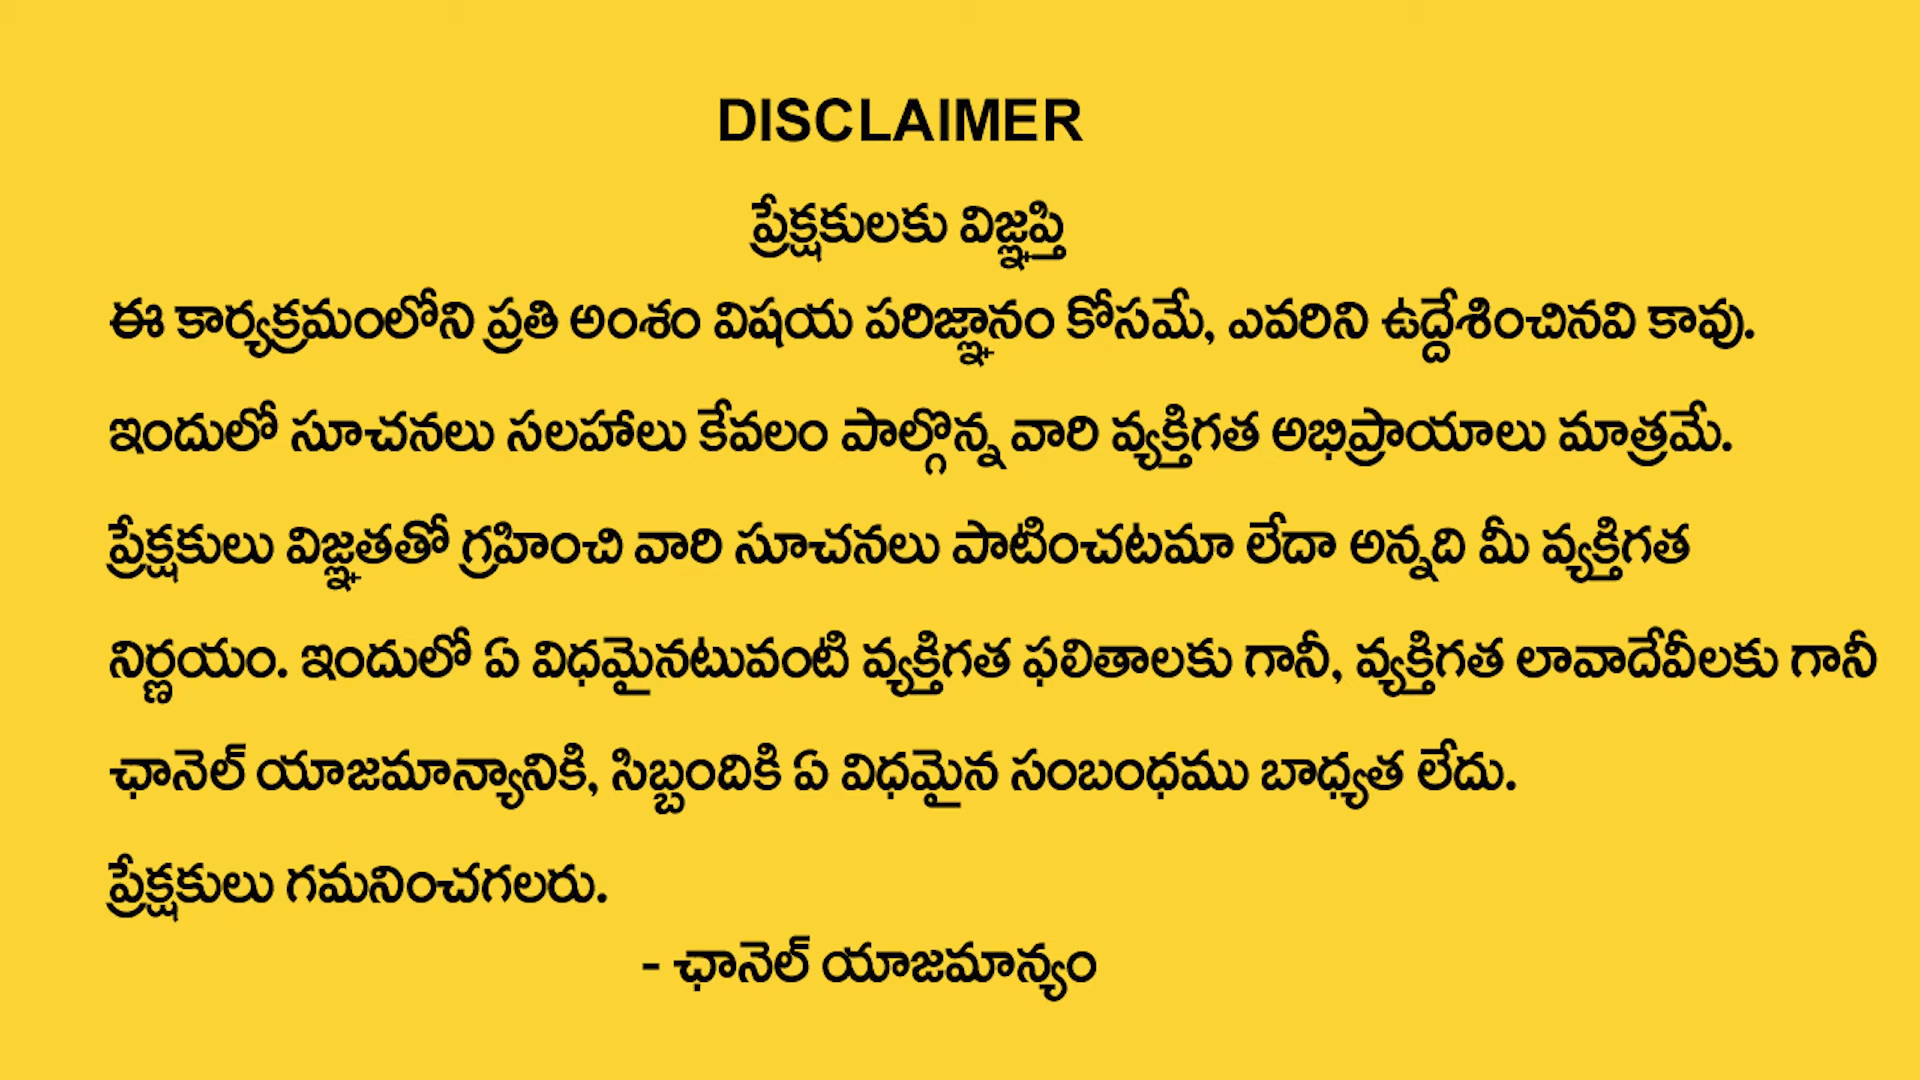 DISCLAIMER
ప్రేక్షకులకు విజ్ఞప్తి
ఈ కార్యక్రమంలోని ప్రతి అంశం విషయ పరిజ్ఞానం కోసమే, ఎవరిని ఉద్దేశించినవి కావు.
ఇందులో సూచనలు సలహాలు కేవలం పాల్గొన్న వారి వ్యక్తిగత అభిప్రాయాలు మాత్రమే.
ప్రేక్షకులు విజ్ఞతతో గ్రహించి వారి సూచనలు పాటించటమా లేదా అన్నది మీ వ్యక్తిగత
నిర్ణయం. ఇందులో ఏ విధమైనటువంటి వ్యక్తిగత ఫలితాలకు గానీ, వ్యక్తిగత లావాదేవీలకు గానీ
ఛానెల్ యాజమాన్యానికి, సిబ్బందికి ఏ విధమైన సంబంధము బాధ్యత లేదు.
ప్రేక్షకులు గమనించగలరు.
- ఛానెల్ యాజమాన్యం